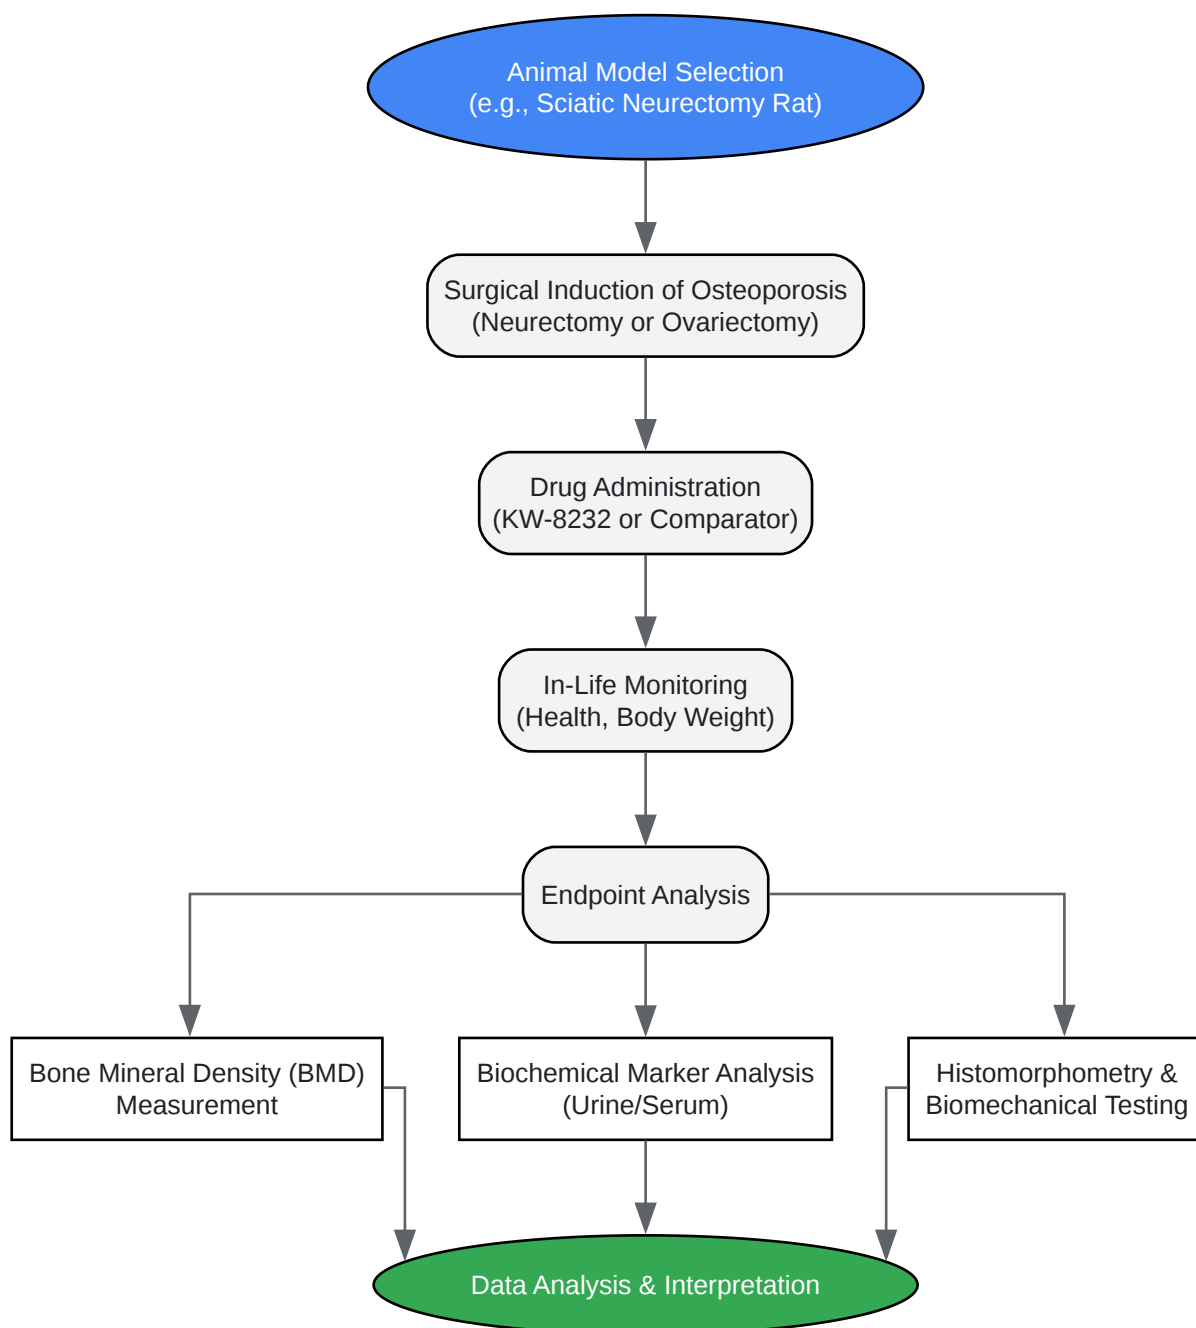 Animal Model Selection
(e.g., Sciatic Neurectomy Rat)
Surgical Induction of Osteoporosis
(Neurectomy or Ovariectomy)
Drug Administration
(KW-8232 or Comparator)
In-Life Monitoring
(Health, Body Weight)
Endpoint Analysis
Bone Mineral Density (BMD)
Measurement
Biochemical Marker Analysis
(Urine/Serum)
Histomorphometry &
Biomechanical Testing
Data Analysis & Interpretation